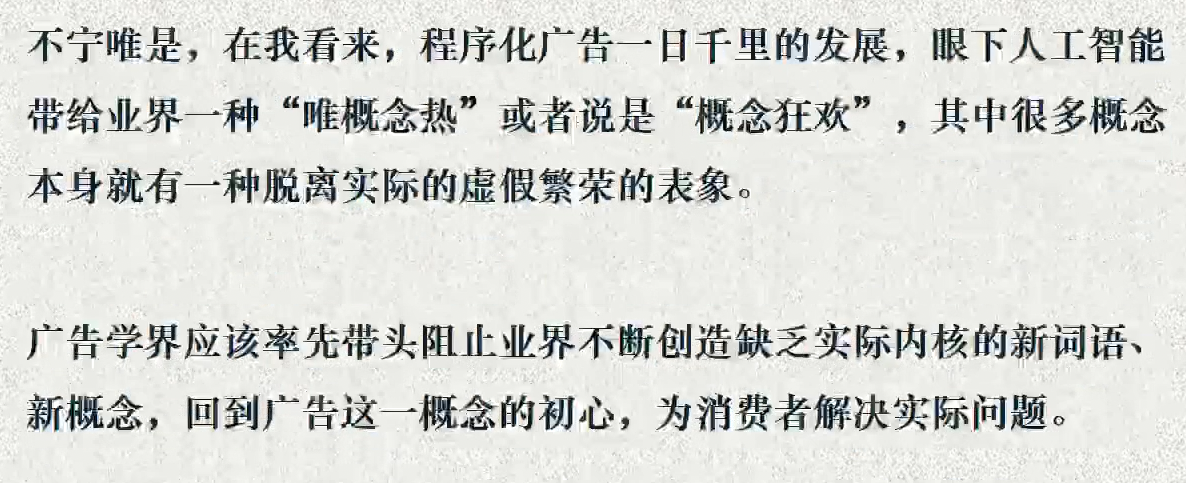 不宁唯是，在我看来，程序化广告一日千里的发展，眼下人工智能
带给业界一种“唯概念热”或者说是“概念狂欢”，其中很多概念
本身就有一种脱离实际的虚假繁荣的表象。
广告学界应该率先带头阻止业界不断创造缺乏实际内核的新词语、
新概念，回到广告这一概念的初心，为消费者解决实际问题。